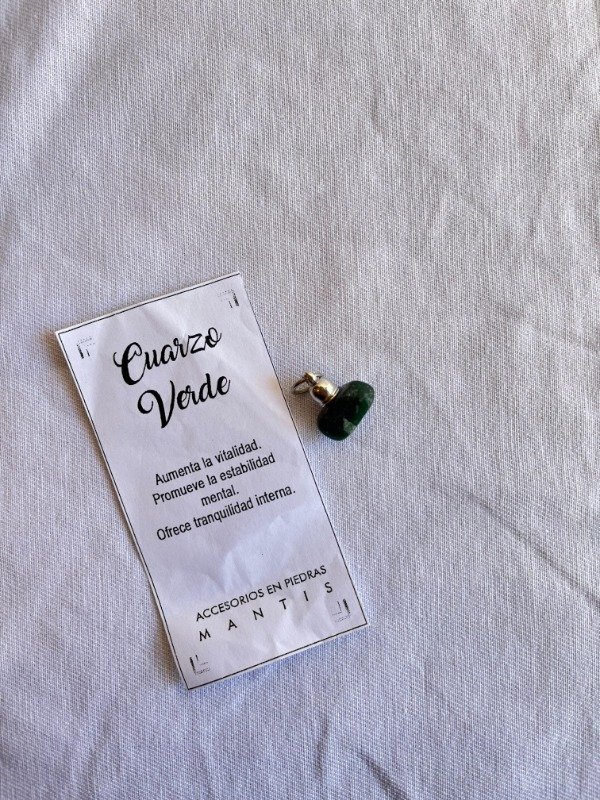 Cuarzo
Verde
Aumenta la vitalidad.
Promueve la estabilidad
mental.
Ofrece tranquilidad interna.
ACCESORIOS EN PIEDRAS
MANTIS